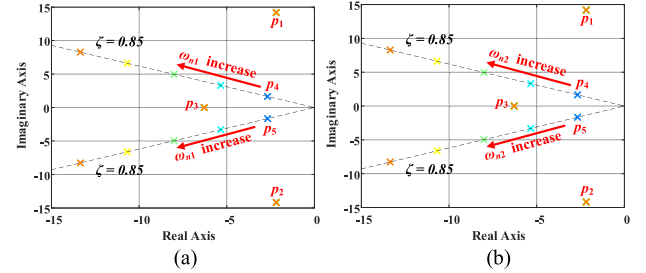 15
10
5
0
-5
-10
-15
-15
-10
-5
0
Imaginary Axis
Real Axis
ζ = 0.85
ζ = 0.85
ωn1 increase
ωn1 increase
p1
p4
p3
p5
p2
(a)
15
10
5
0
-5
-10
-15
-15
-10
-5
0
Imaginary Axis
Real Axis
ζ = 0.85
ζ = 0.85
ωn2 increase
ωn2 increase
p1
p4
p3
p5
p2
(b)